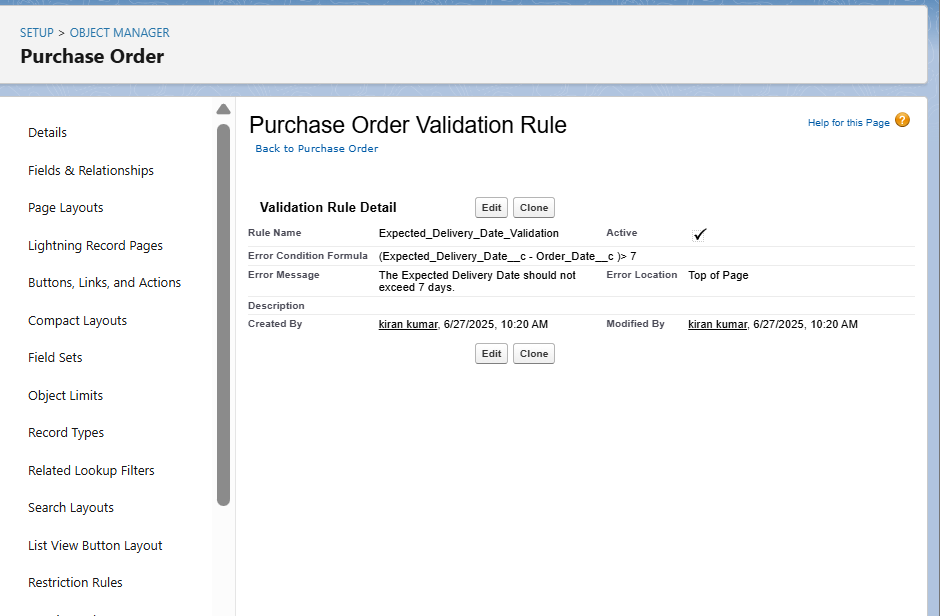 SETUP > OBJECT MANAGER
Purchase Order
Details
Fields & Relationships
Page Layouts
Lightning Record Pages
Buttons, Links, and Actions
Compact Layouts
Field Sets
Object Limits
Record Types
Related Lookup Filters
Search Layouts
List View Button Layout
Restriction Rules
Purchase Order Validation Rule
Help for this Page ?
Back to Purchase Order
Validation Rule Detail
Edit Clone
Rule Name Expected_Delivery_Date_Validation Active
Error Condition Formula (Expected_Delivery_Date__c - Order_Date__c )> 7
Error Message The Expected Delivery Date should not Error Location Top of Page
exceed 7 days.
Description
Created By kiran kumar, 6/27/2025, 10:20 AM Modified By kiran kumar, 6/27/2025, 10:20 AM
Edit Clone